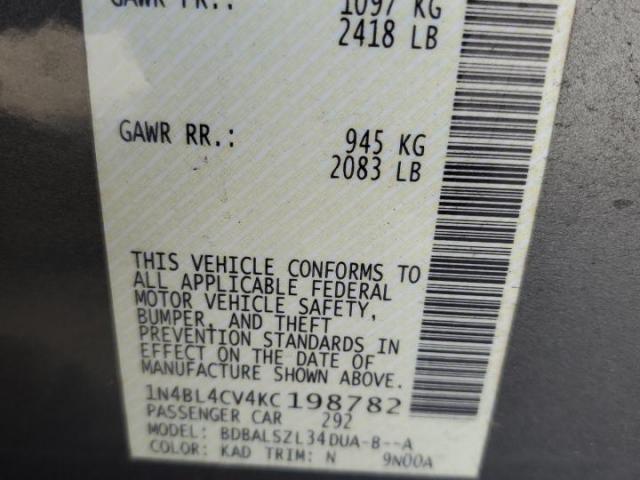 GAWR FR.: 1097 KG
2418 LB
GAWR RR.: 945 KG
2083 LB
THIS VEHICLE CONFORMS TO
ALL APPLICABLE FEDERAL
MOTOR VEHICLE SAFETY,
BUMPER, AND THEFT
PREVENTION STANDARDS IN
EFFECT ON THE DATE OF
MANUFACTURE SHOWN ABOVE.
1N4BL4CV4KC198782
PASSENGER CAR 292
MODEL: BDBALSZL34DUA-B--A
COLOR: KAD TRIM: N 9N00A